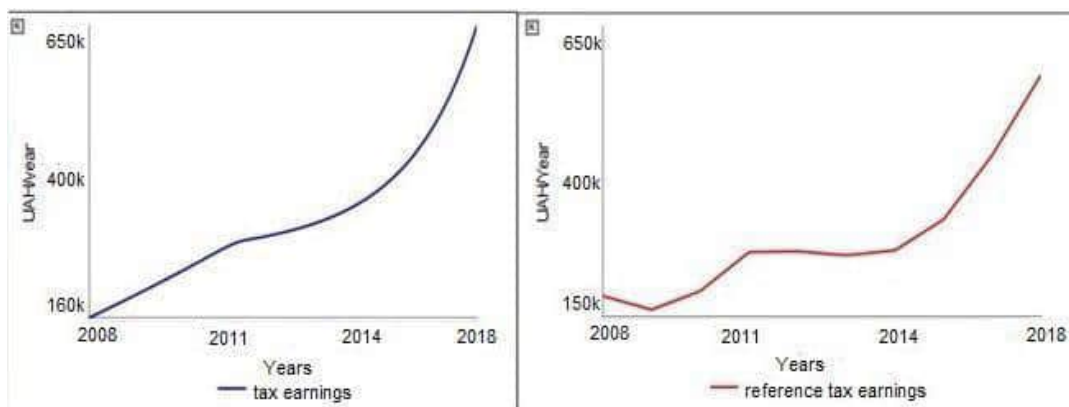 650k
UAH/year
400k
160k
2008 2011 2014 2018
Years
tax earnings
650k
UAH/Year
400k
150k
2008 2011 2014 2018
Years
reference tax earnings